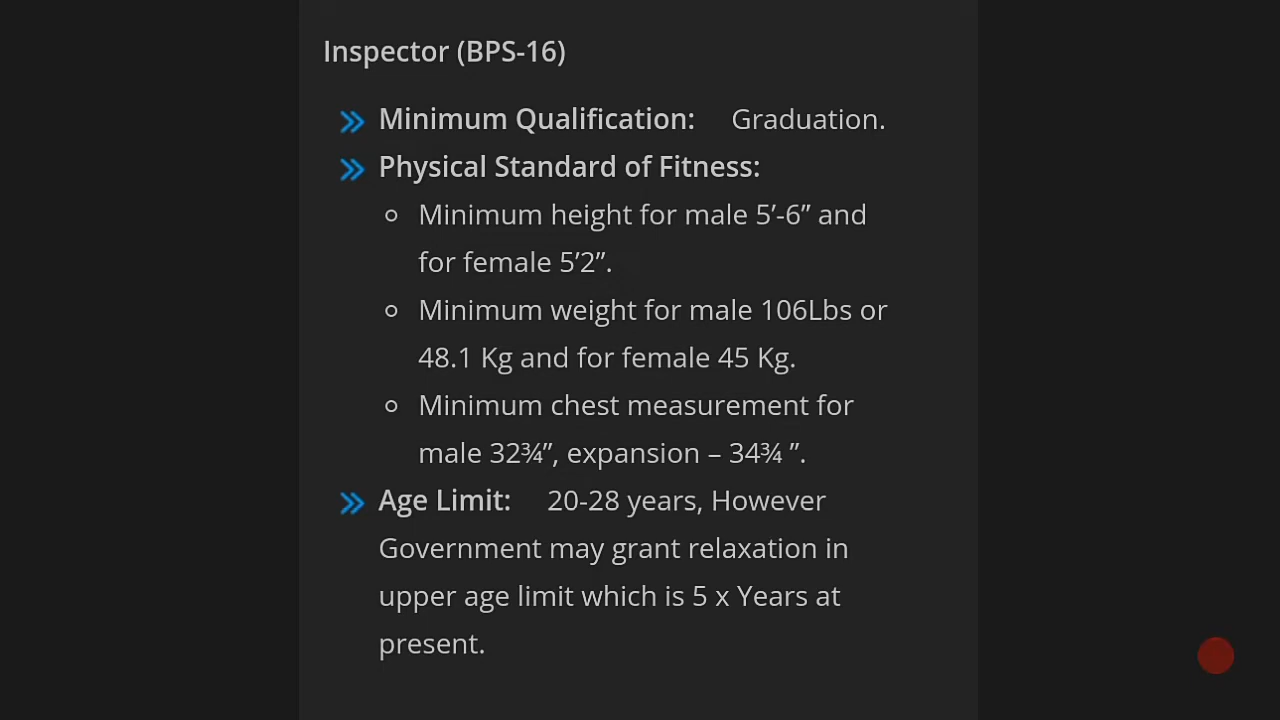 Inspector (BPS-16)
Minimum Qualification: Graduation.
Physical Standard of Fitness:
Minimum height for male 5’-6” and
for female 5’2”.
Minimum weight for male 106Lbs or
48.1 Kg and for female 45 Kg.
Minimum chest measurement for
male 32¾”, expansion – 34¾ ”.
Age Limit: 20-28 years, However
Government may grant relaxation in
upper age limit which is 5 x Years at
present.